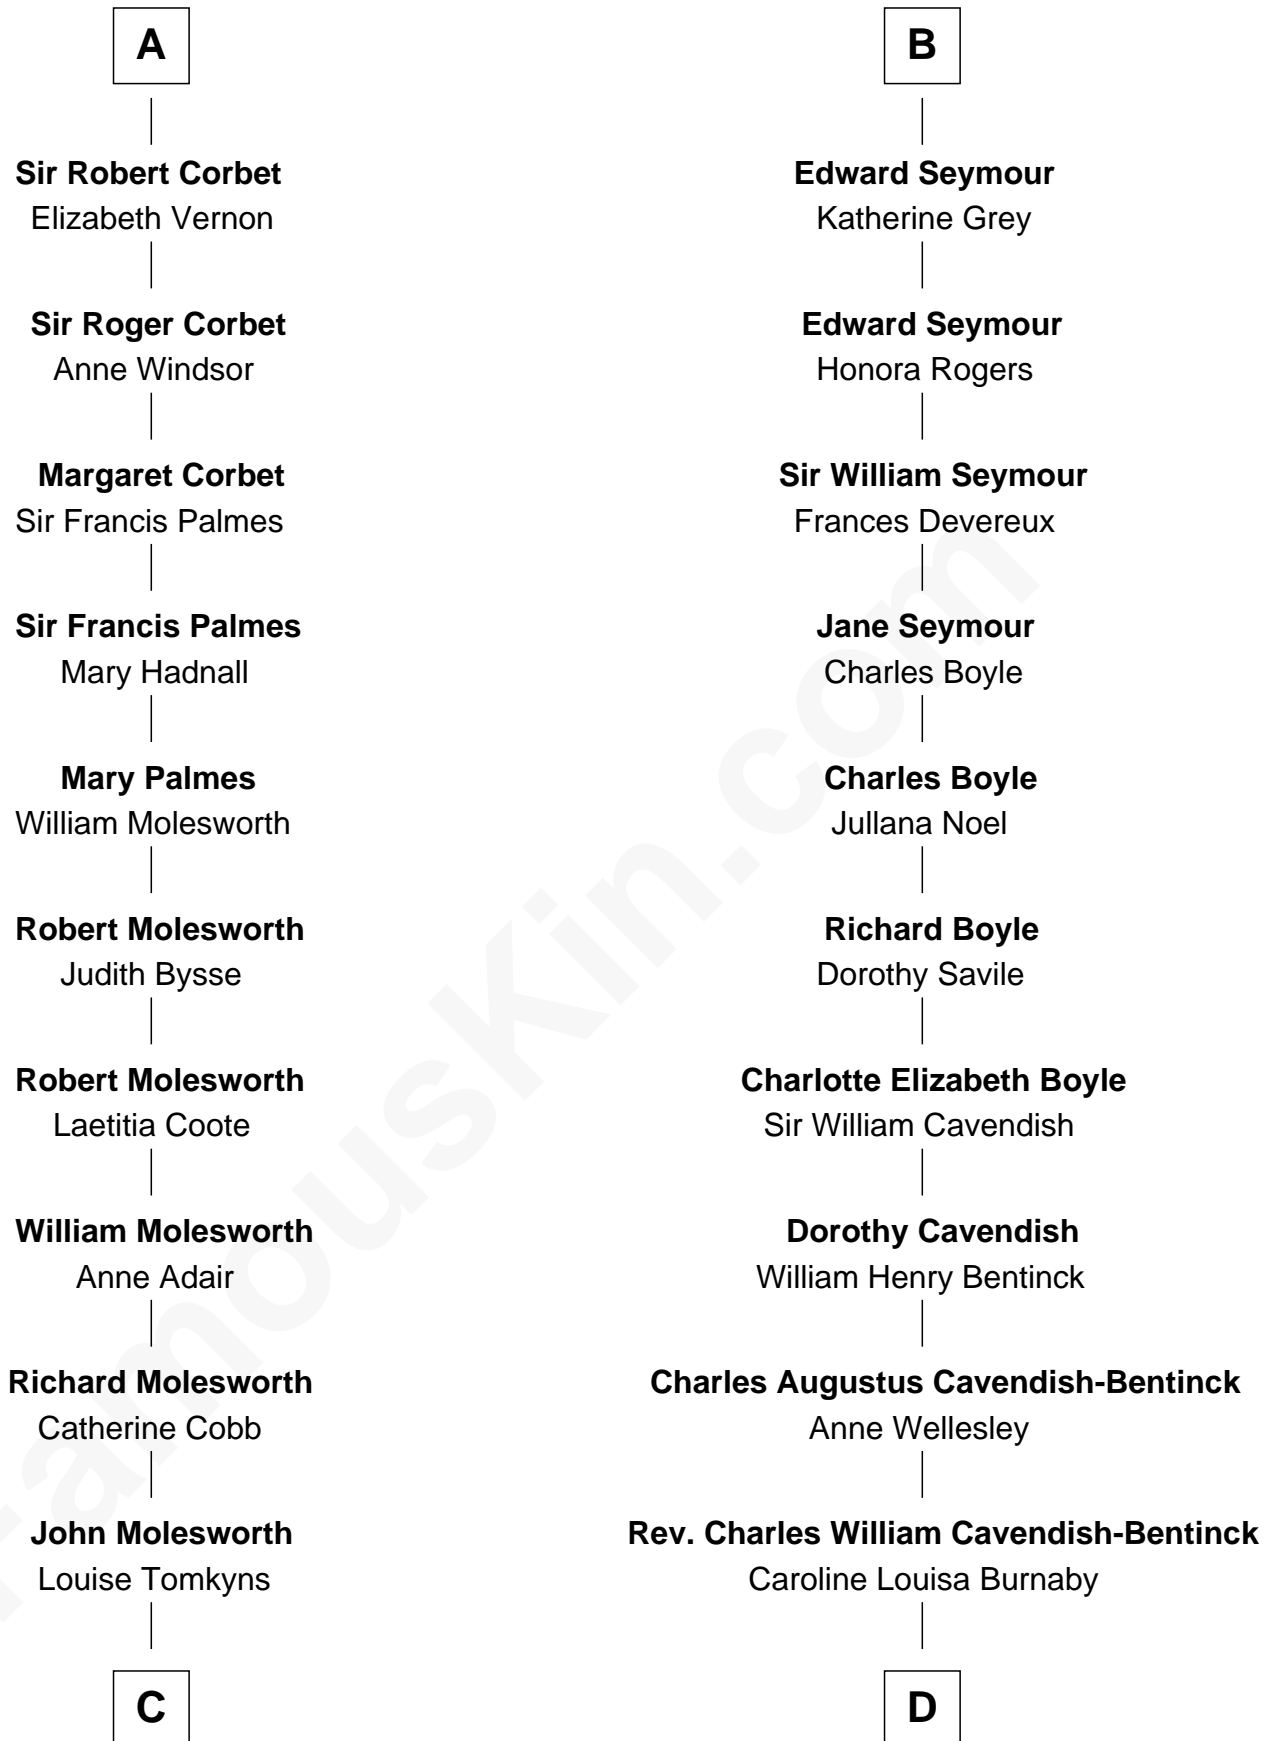 A
Sir Robert Corbet
Elizabeth Vernon
Sir Roger Corbet
Anne Windsor
Margaret Corbet
Sir Francis Palmes
Sir Francis Palmes
Mary Hadnall
Mary Palmes
William Molesworth
Robert Molesworth
Judith Bysse
Robert Molesworth
Laetitia Coote
William Molesworth
Anne Adair
Richard Molesworth
Catherine Cobb
John Molesworth
Louise Tomkyns
C
B
Edward Seymour
Katherine Grey
Edward Seymour
Honora Rogers
Sir William Seymour
Frances Devereux
Jane Seymour
Charles Boyle
Charles Boyle
Jullana Noel
Richard Boyle
Dorothy Savile
Charlotte Elizabeth Boyle
Sir William Cavendish
Dorothy Cavendish
William Henry Bentinck
Charles Augustus Cavendish-Bentinck
Anne Wellesley
Rev. Charles William Cavendish-Bentinck
Caroline Louisa Burnaby
D
FamousKin.com